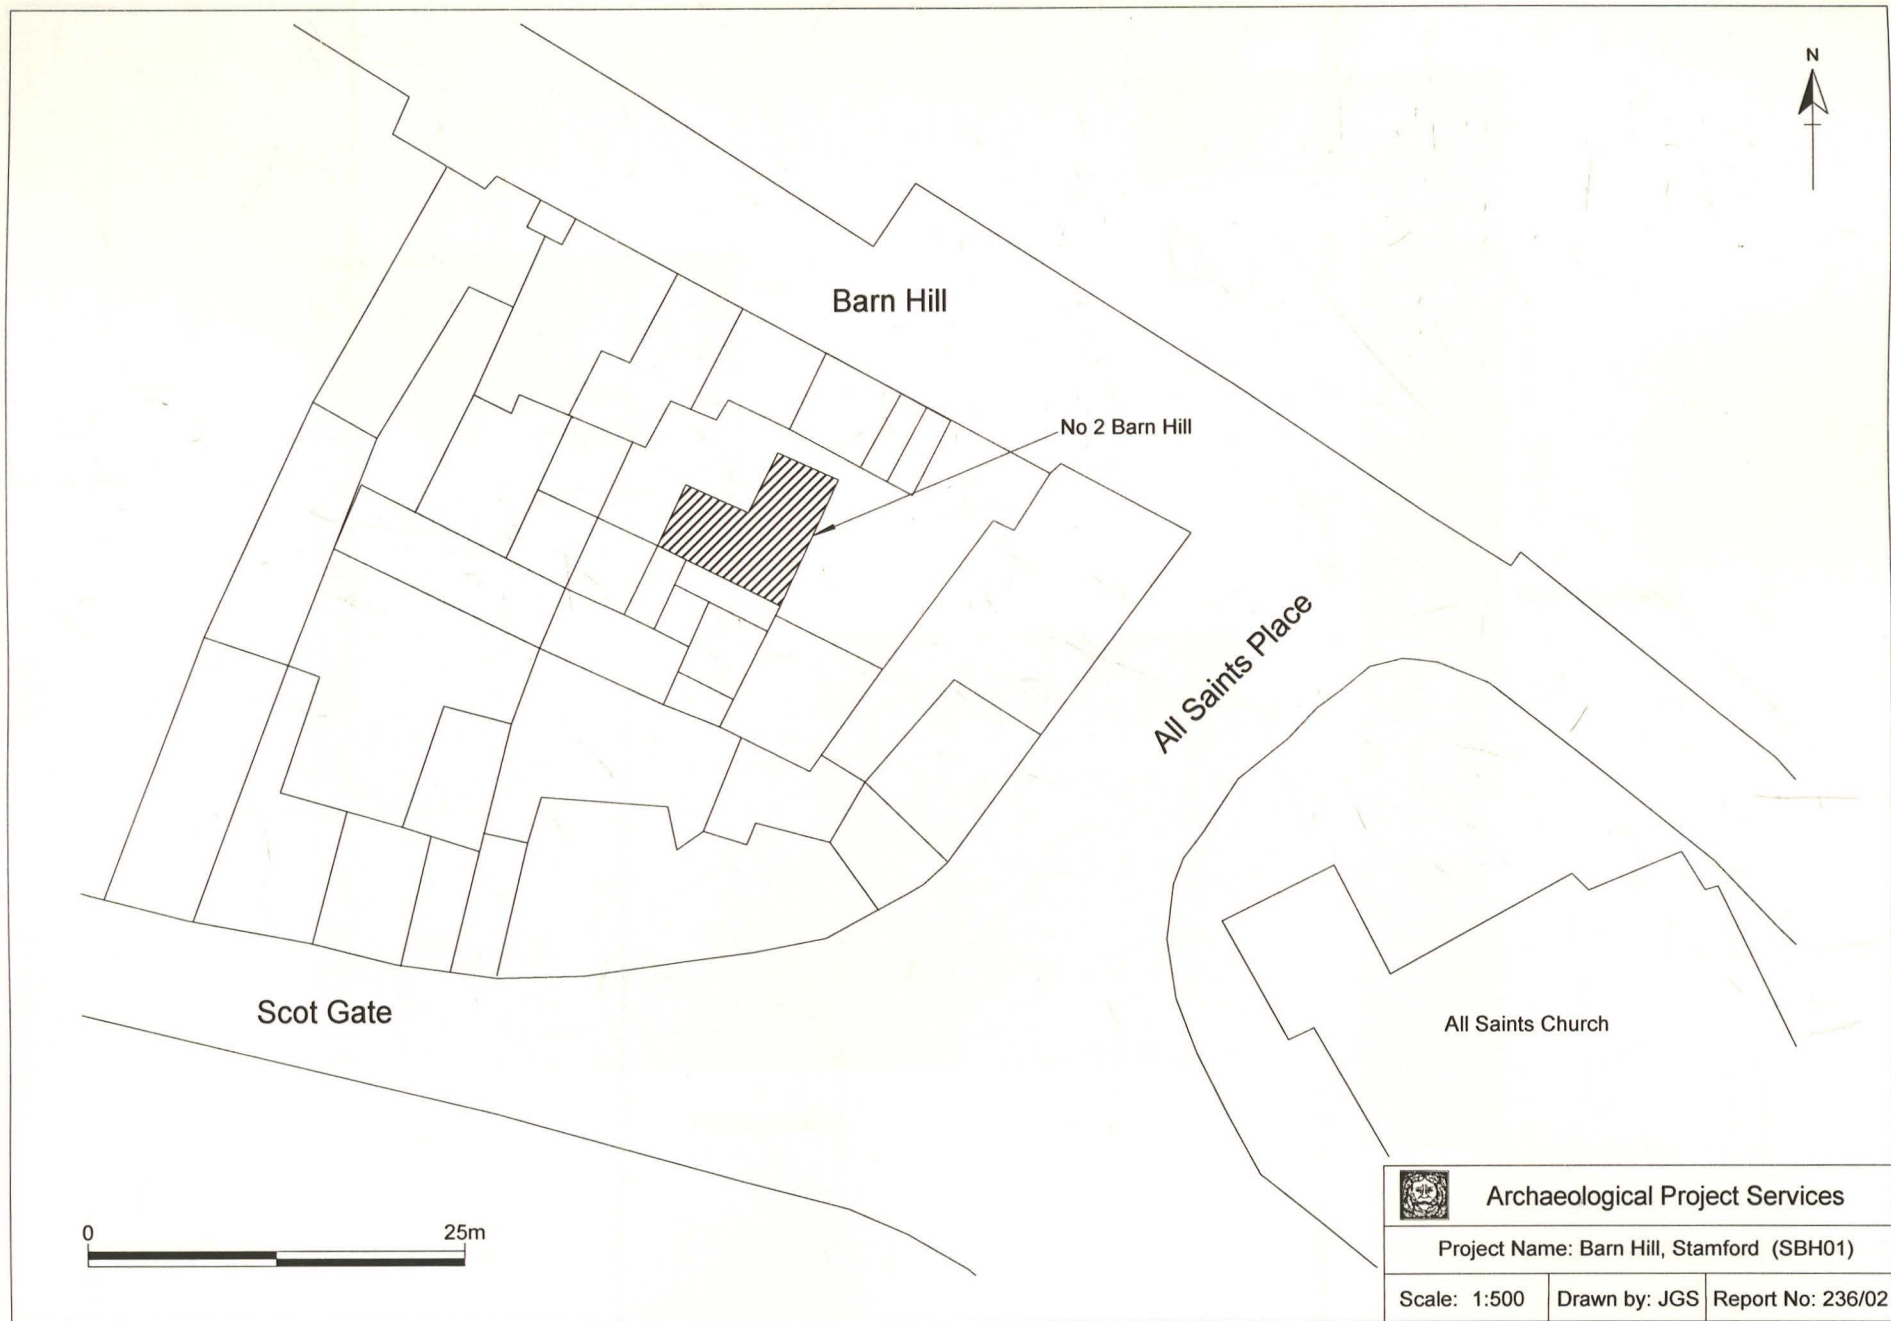 N
Barn Hill
No 2 Barn Hill
All Saints Place
Scot Gate
All Saints Church
0 25m
Archaeological Project Services
Project Name: Barn Hill, Stamford (SBH01)
Scale: 1:500 Drawn by: JGS Report No: 236/02